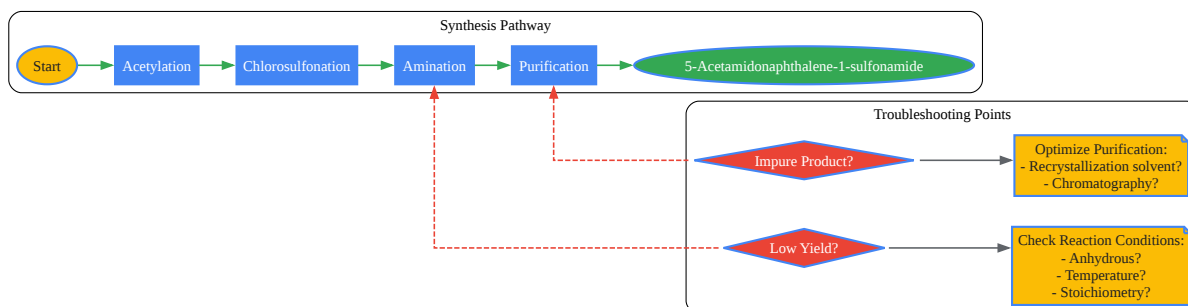 Synthesis Pathway
Start
Acetylation
Chlorosulfonation
Amination
Purification
5-Acetamidonaphthalene-1-sulfonamide
Troubleshooting Points
Impure Product?
Optimize Purification:
- Recrystallization solvent?
- Chromatography?
Low Yield?
Check Reaction Conditions:
- Anhydrous?
- Temperature?
- Stoichiometry?